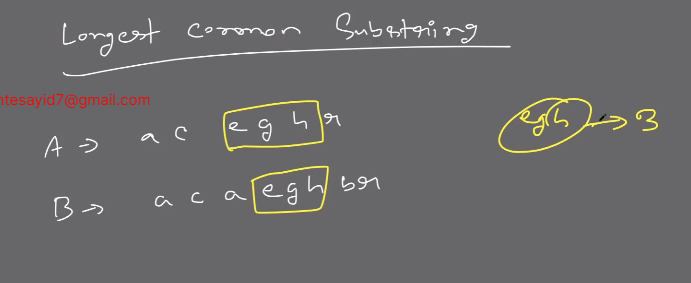 Longest common Substring
ntesayid7@gmail.com
A → a c e g h r
egh → 3
B → a c a e g h b r